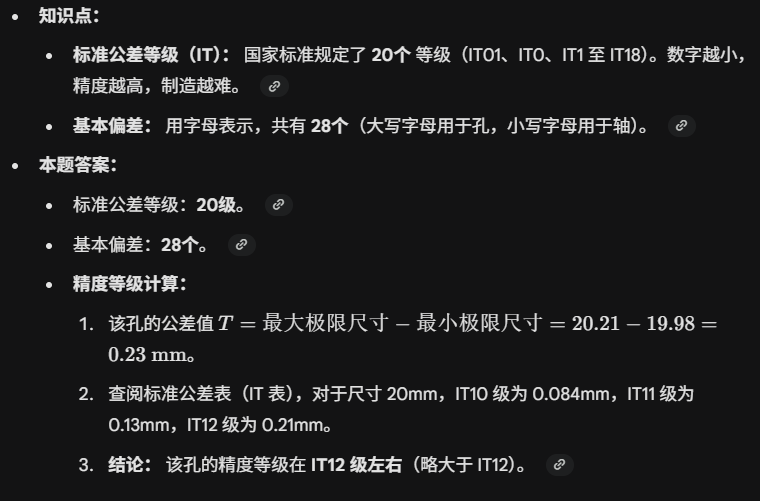 知识点：
标准公差等级（IT）： 国家标准规定了 20个 等级（IT01、IT0、IT1 至 IT18）。数字越小，
精度越高，制造越难。
基本偏差： 用字母表示，共有 28个（大写字母用于孔，小写字母用于轴）。
本题答案：
标准公差等级：20级。
基本偏差：28个。
精度等级计算：
1. 该孔的公差值 T = 最大极限尺寸 − 最小极限尺寸 = 20.21 − 19.98 =
0.23 mm。
2. 查阅标准公差表（IT 表），对于尺寸 20mm，IT10 级为 0.084mm，IT11 级为
0.13mm，IT12 级为 0.21mm。
3. 结论： 该孔的精度等级在 IT12 级左右（略大于 IT12）。